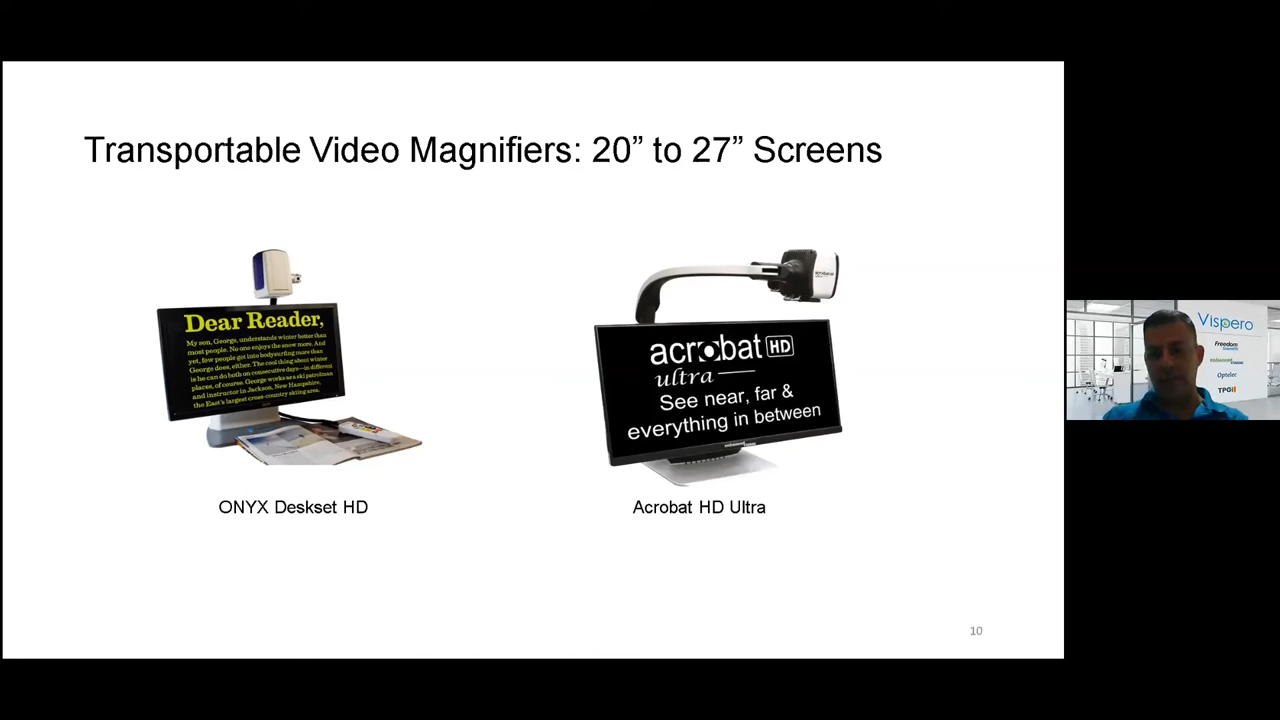 Transportable Video Magnifiers: 20” to 27” Screens
Dear Reader,
My son, George, understands winter better than
most people. No one enjoys the snow more. And
yet, few people get into bodysurfing more than
George does, either. The cool thing about winter
is he can do both on consecutive days—in different
places, of course. George works as a ski patrolman
and instructor in Jackson, New Hampshire,
the East's largest cross-country skiing area.
ONYX Deskset HD
acrobat HD
ultra
See near, far &
everything in between
Acrobat HD Ultra
10
Vispero
Freedom
Scientific
Optelec
TPGi